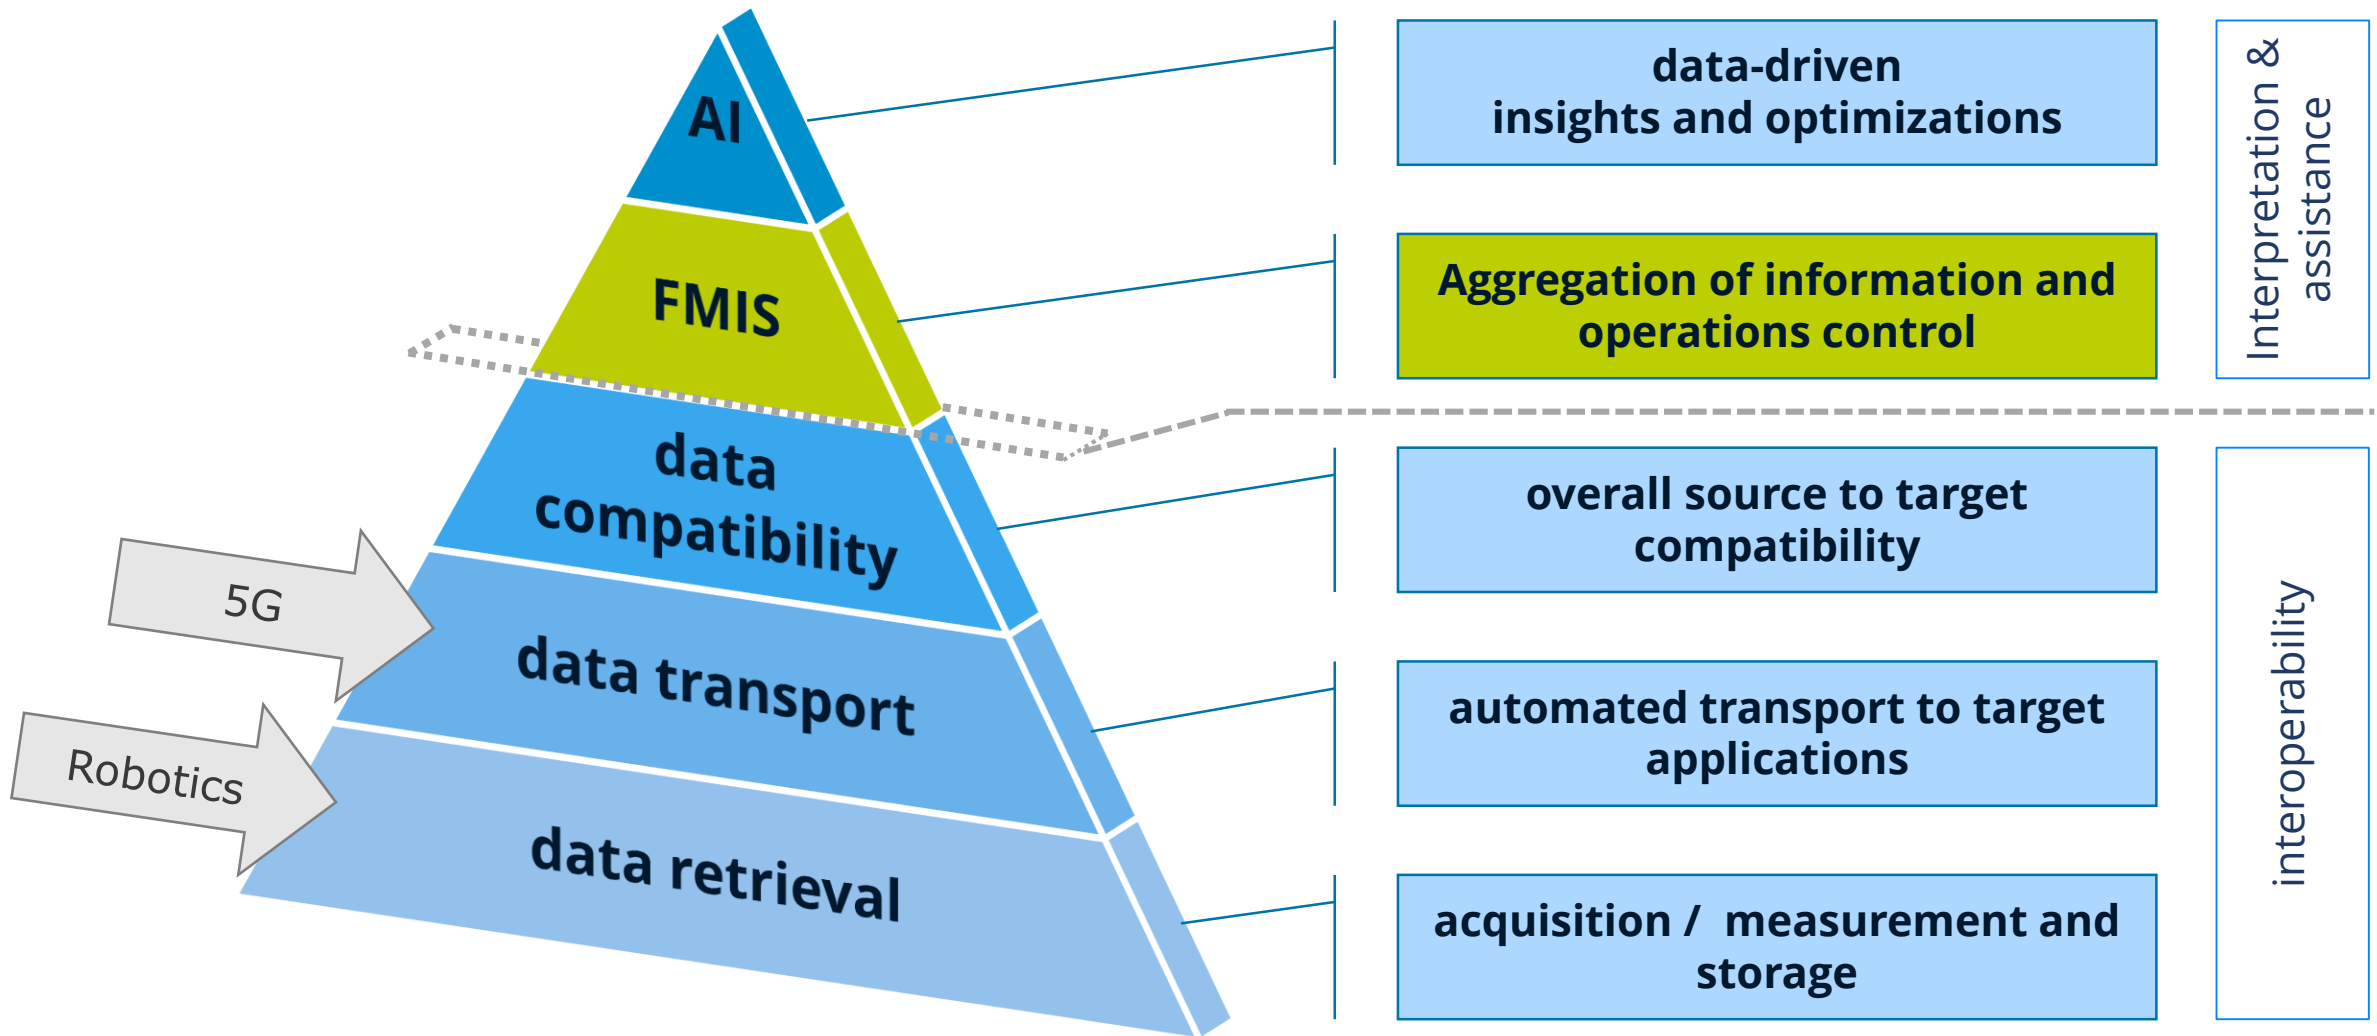 AI
FMIS
data
compatibility
data transport
data retrieval
5G
Robotics
data-driven
insights and optimizations
Aggregation of information and
operations control
overall source to target
compatibility
automated transport to target
applications
acquisition /  measurement and
storage
Interpretation &
assistance
interoperability